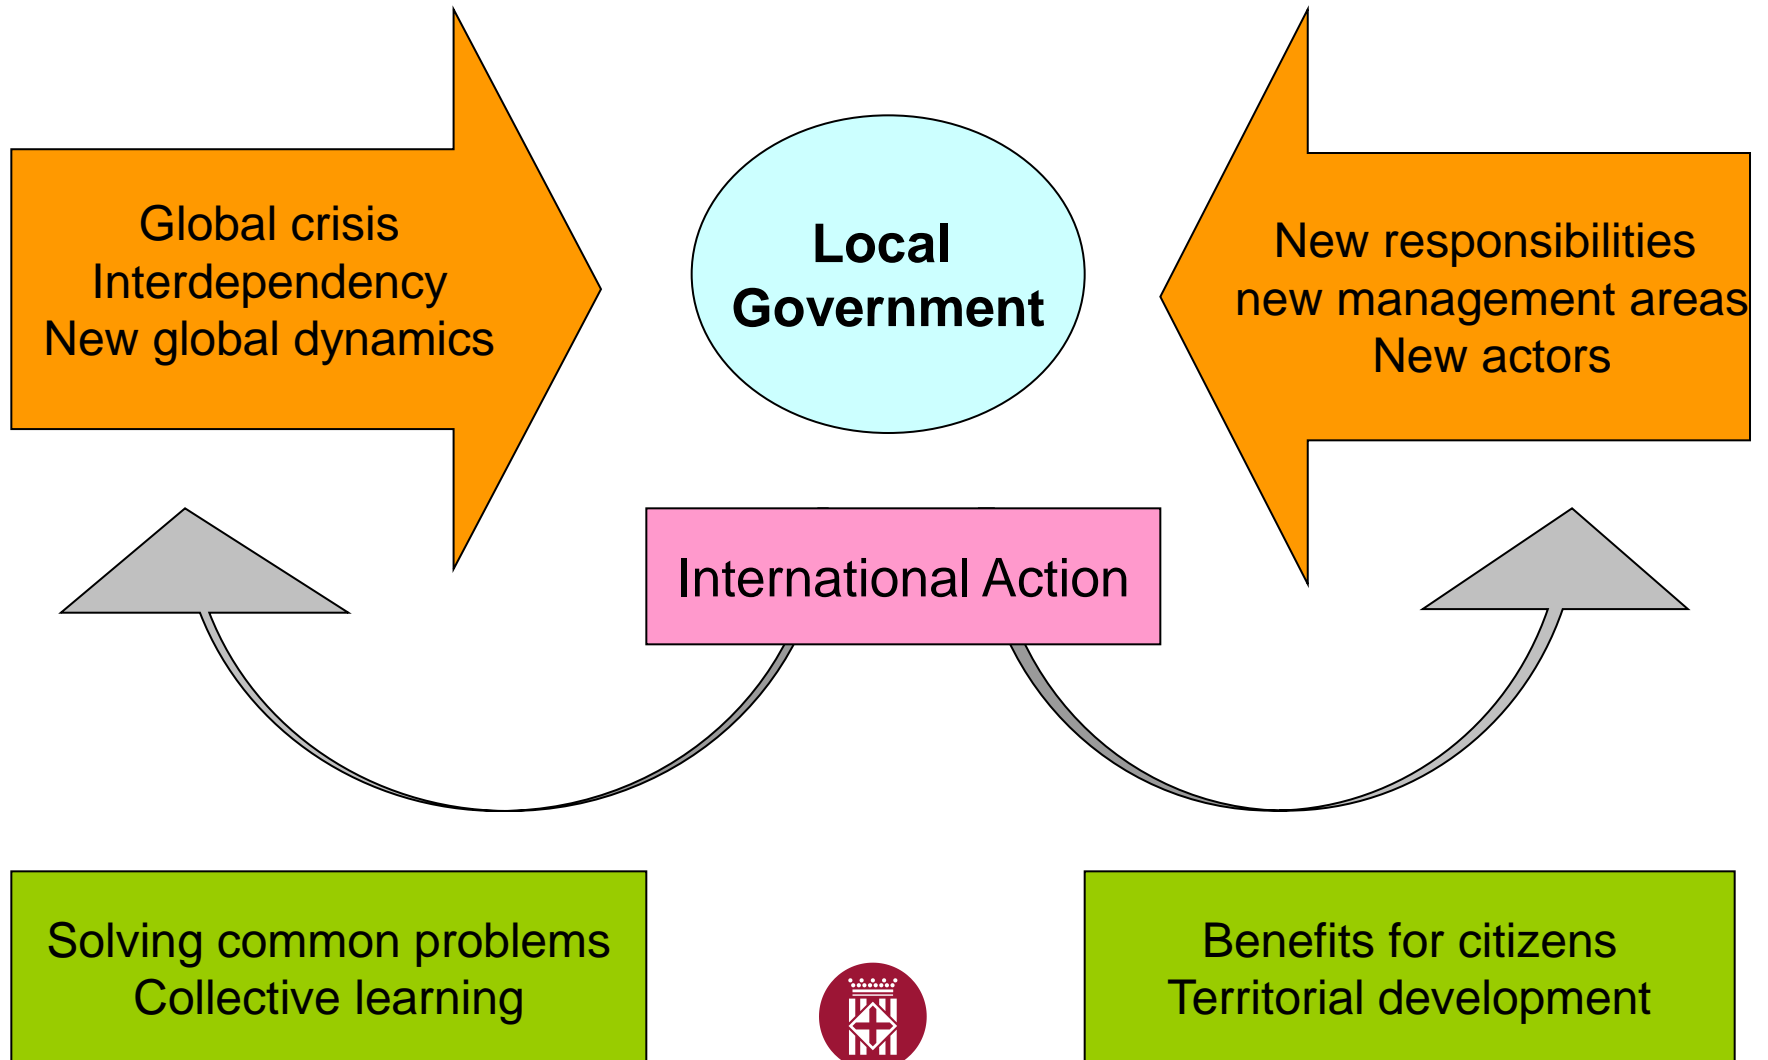 Global crisis
Interdependency
New global dynamics
Local
Government
New responsibilities
new management areas
New actors
International Action
Solving common problems
Collective learning
Benefits for citizens
Territorial development